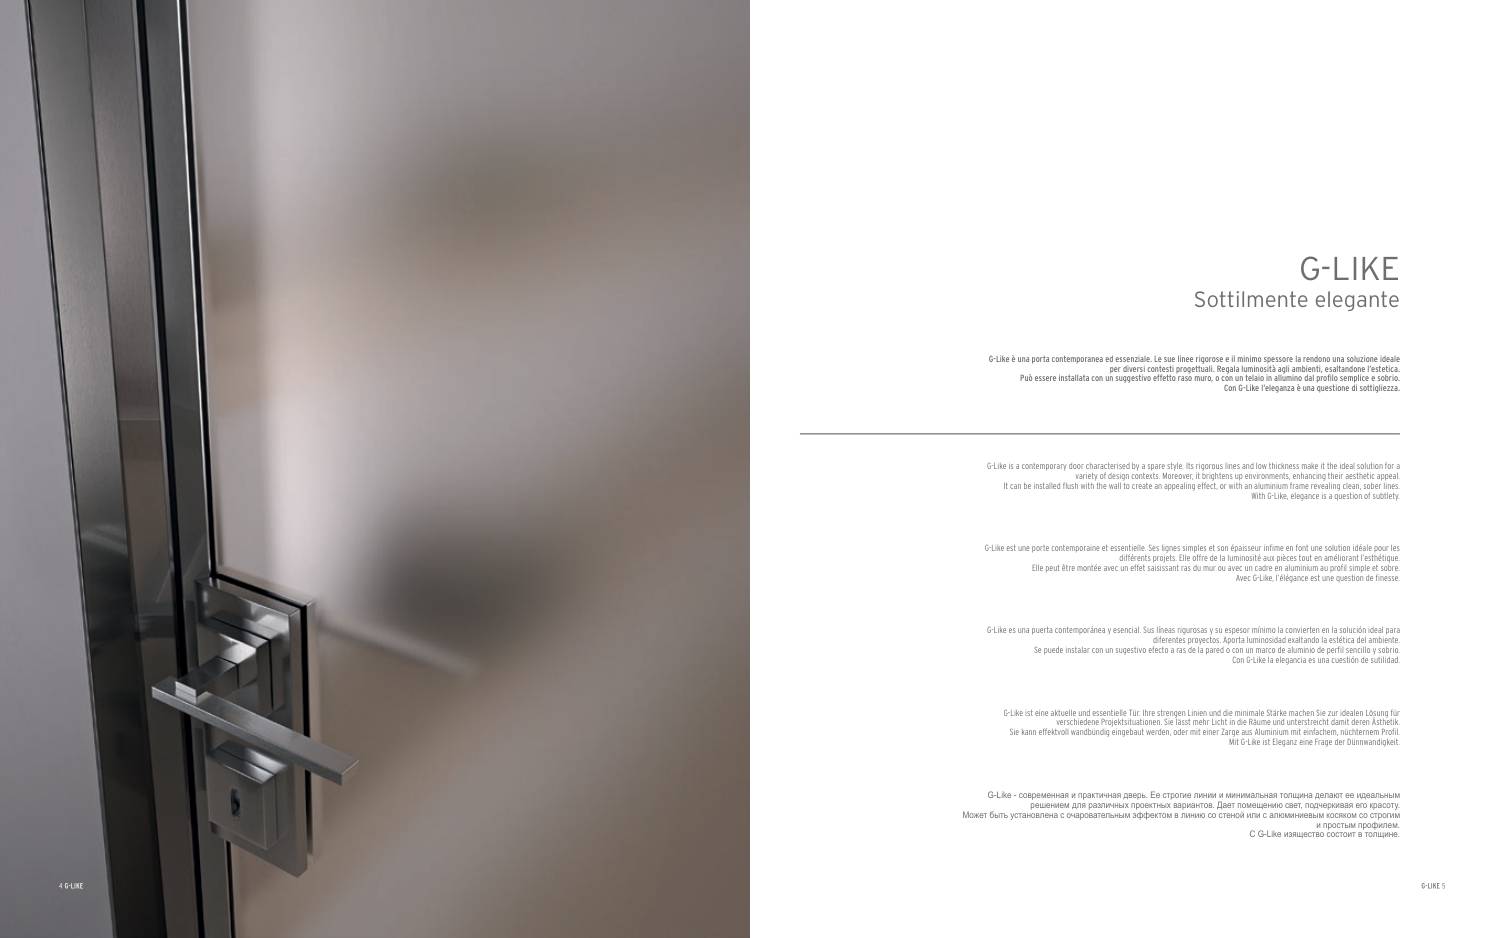 G-LIKE
Sottilmente elegante
G-Like è una porta contemporanea ed essenziale. Le sue linee rigorose e il minimo spessore la rendono una soluzione ideale
per diversi contesti progettuali. Regala luminosità agli ambienti, esaltandone l'estetica.
Può essere installata con un suggestivo effetto raso muro, o con un telaio in allumino dal profilo semplice e sobrio.
Con G-Like l'eleganza è una questione di sottigliezza.
G-Like is a contemporary door characterised by a spare style. Its rigorous lines and low thickness make it the ideal solution for a
variety of design contexts. Moreover, it brightens up environments, enhancing their aesthetic appeal.
It can be installed flush with the wall to create an appealing effect, or with an aluminium frame revealing clean, sober lines.
With G-Like, elegance is a question of subtlety.
G-Like est une porte contemporaine et essentielle. Ses lignes simples et son épaisseur infime en font une solution idéale pour les
différents projets. Elle offre de la luminosité aux pièces tout en améliorant l'esthétique.
Elle peut être montée avec un effet saisissant ras du mur ou avec un cadre en aluminium au profil simple et sobre.
Avec G-Like, l'élégance est une question de finesse.
G-Like es una puerta contemporánea y esencial. Sus líneas rigurosas y su espesor mínimo la convierten en la solución ideal para
diferentes proyectos. Aporta luminosidad exaltando la estética del ambiente.
Se puede instalar con un sugestivo efecto a ras de la pared o con un marco de aluminio de perfil sencillo y sobrio.
Con G-Like la elegancia es una cuestión de sutilidad.
G-Like ist eine aktuelle und essentielle Tür. Ihre strengen Linien und die minimale Stärke machen Sie zur idealen Lösung für
verschiedene Projektsituationen. Sie lässt mehr Licht in die Räume und unterstreicht damit deren Ästhetik.
Sie kann effektvoll wandbündig eingebaut werden, oder mit einer Zarge aus Aluminium mit einfachem, nüchternem Profil.
Mit G-Like ist Eleganz eine Frage der Dünnwandigkeit.
G-Like - современная и практичная дверь. Ее строгие линии и минимальная толщина делают ее идеальным
решением для различных проектных вариантов. Дает помещению свет, подчеркивая его красоту.
Может быть установлена с очаровательным эффектом в линию со стеной или с алюминиевым косяком со строгим
и простым профилем.
С G-Like изящество состоит в толщине.
4 G-LIKE
G-LIKE 5